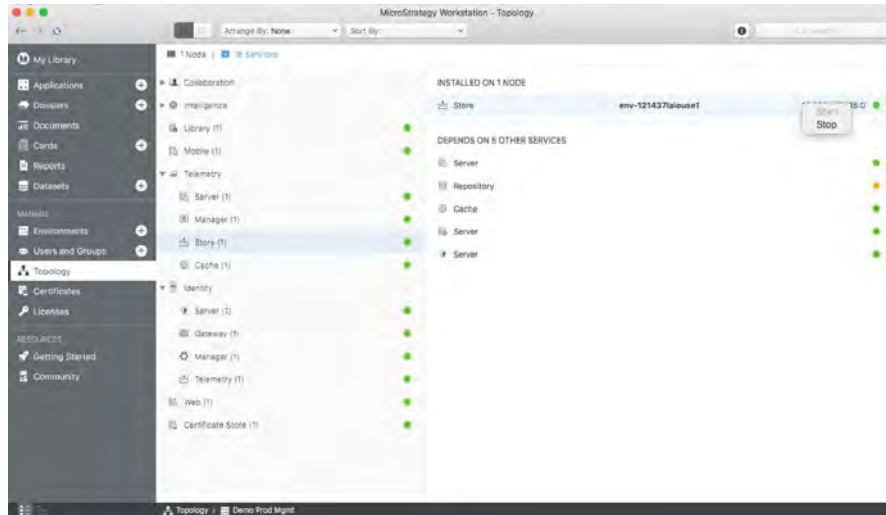 MicroStrategy Workstation - Topology
Arrange By: None
Sort By:
My Library
Applications
Dossiers
Documents
Cards
Reports
Datasets
MANAGE
Environments
Users and Groups
Topology
Certificates
Licenses
RESOURCES
Getting Started
Community
1 Node | 18 Services
Collaboration
Intelligence
Library (1)
Mobile (1)
Telemetry
Server (1)
Manager (1)
Store (1)
Cache (1)
Identity
Server (1)
Gateway (1)
Manager (1)
Telemetry (1)
Web (1)
Certificate Store (1)
INSTALLED ON 1 NODE
Store env-121437laiouse1
Start
Stop
DEPENDS ON 5 OTHER SERVICES
Server
Repository
Cache
Server
Server
Topology / Demo Prod Mgmt